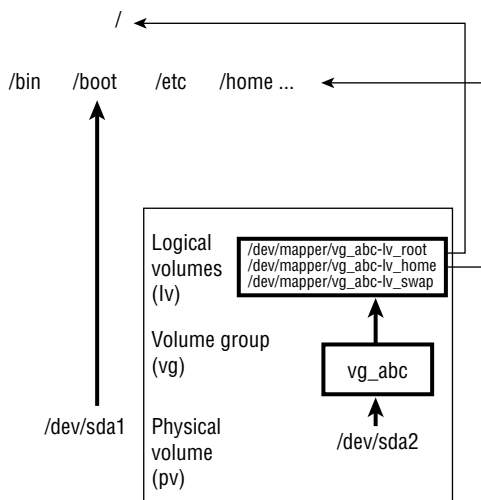 /
/bin /boot /etc /home ...
Logical
volumes
(lv)
/dev/mapper/vg_abc-lv_root
/dev/mapper/vg_abc-lv_home
/dev/mapper/vg_abc-lv_swap
Volume group
(vg)
vg_abc
/dev/sda1
Physical
volume
(pv)
/dev/sda2